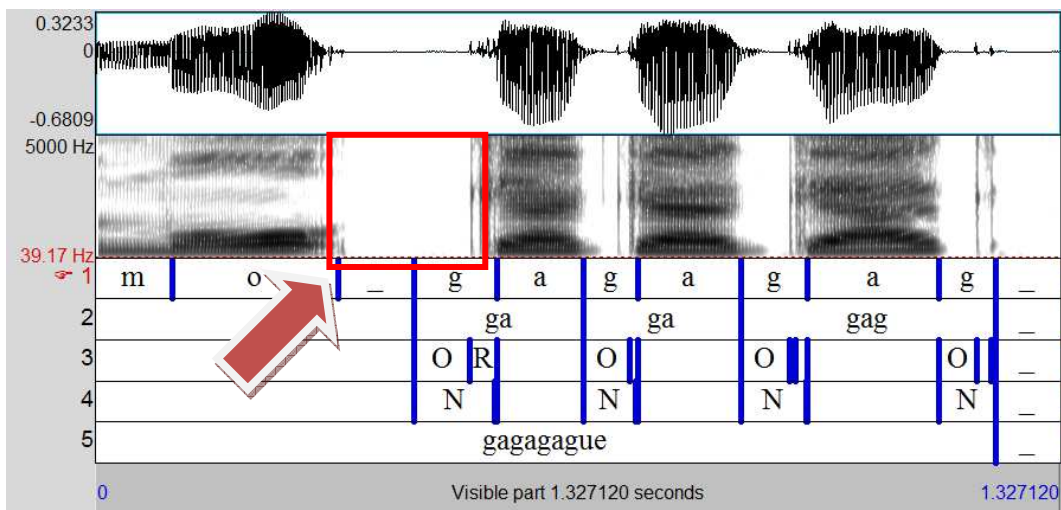 0.3233
0
-0.6809
5000 Hz
39.17 Hz
1 m o _ g a g a g a g _
2 ga ga gag _
3 O R O O O _
4 N N N N _
5 gagagague _
0 Visible part 1.327120 seconds 1.327120